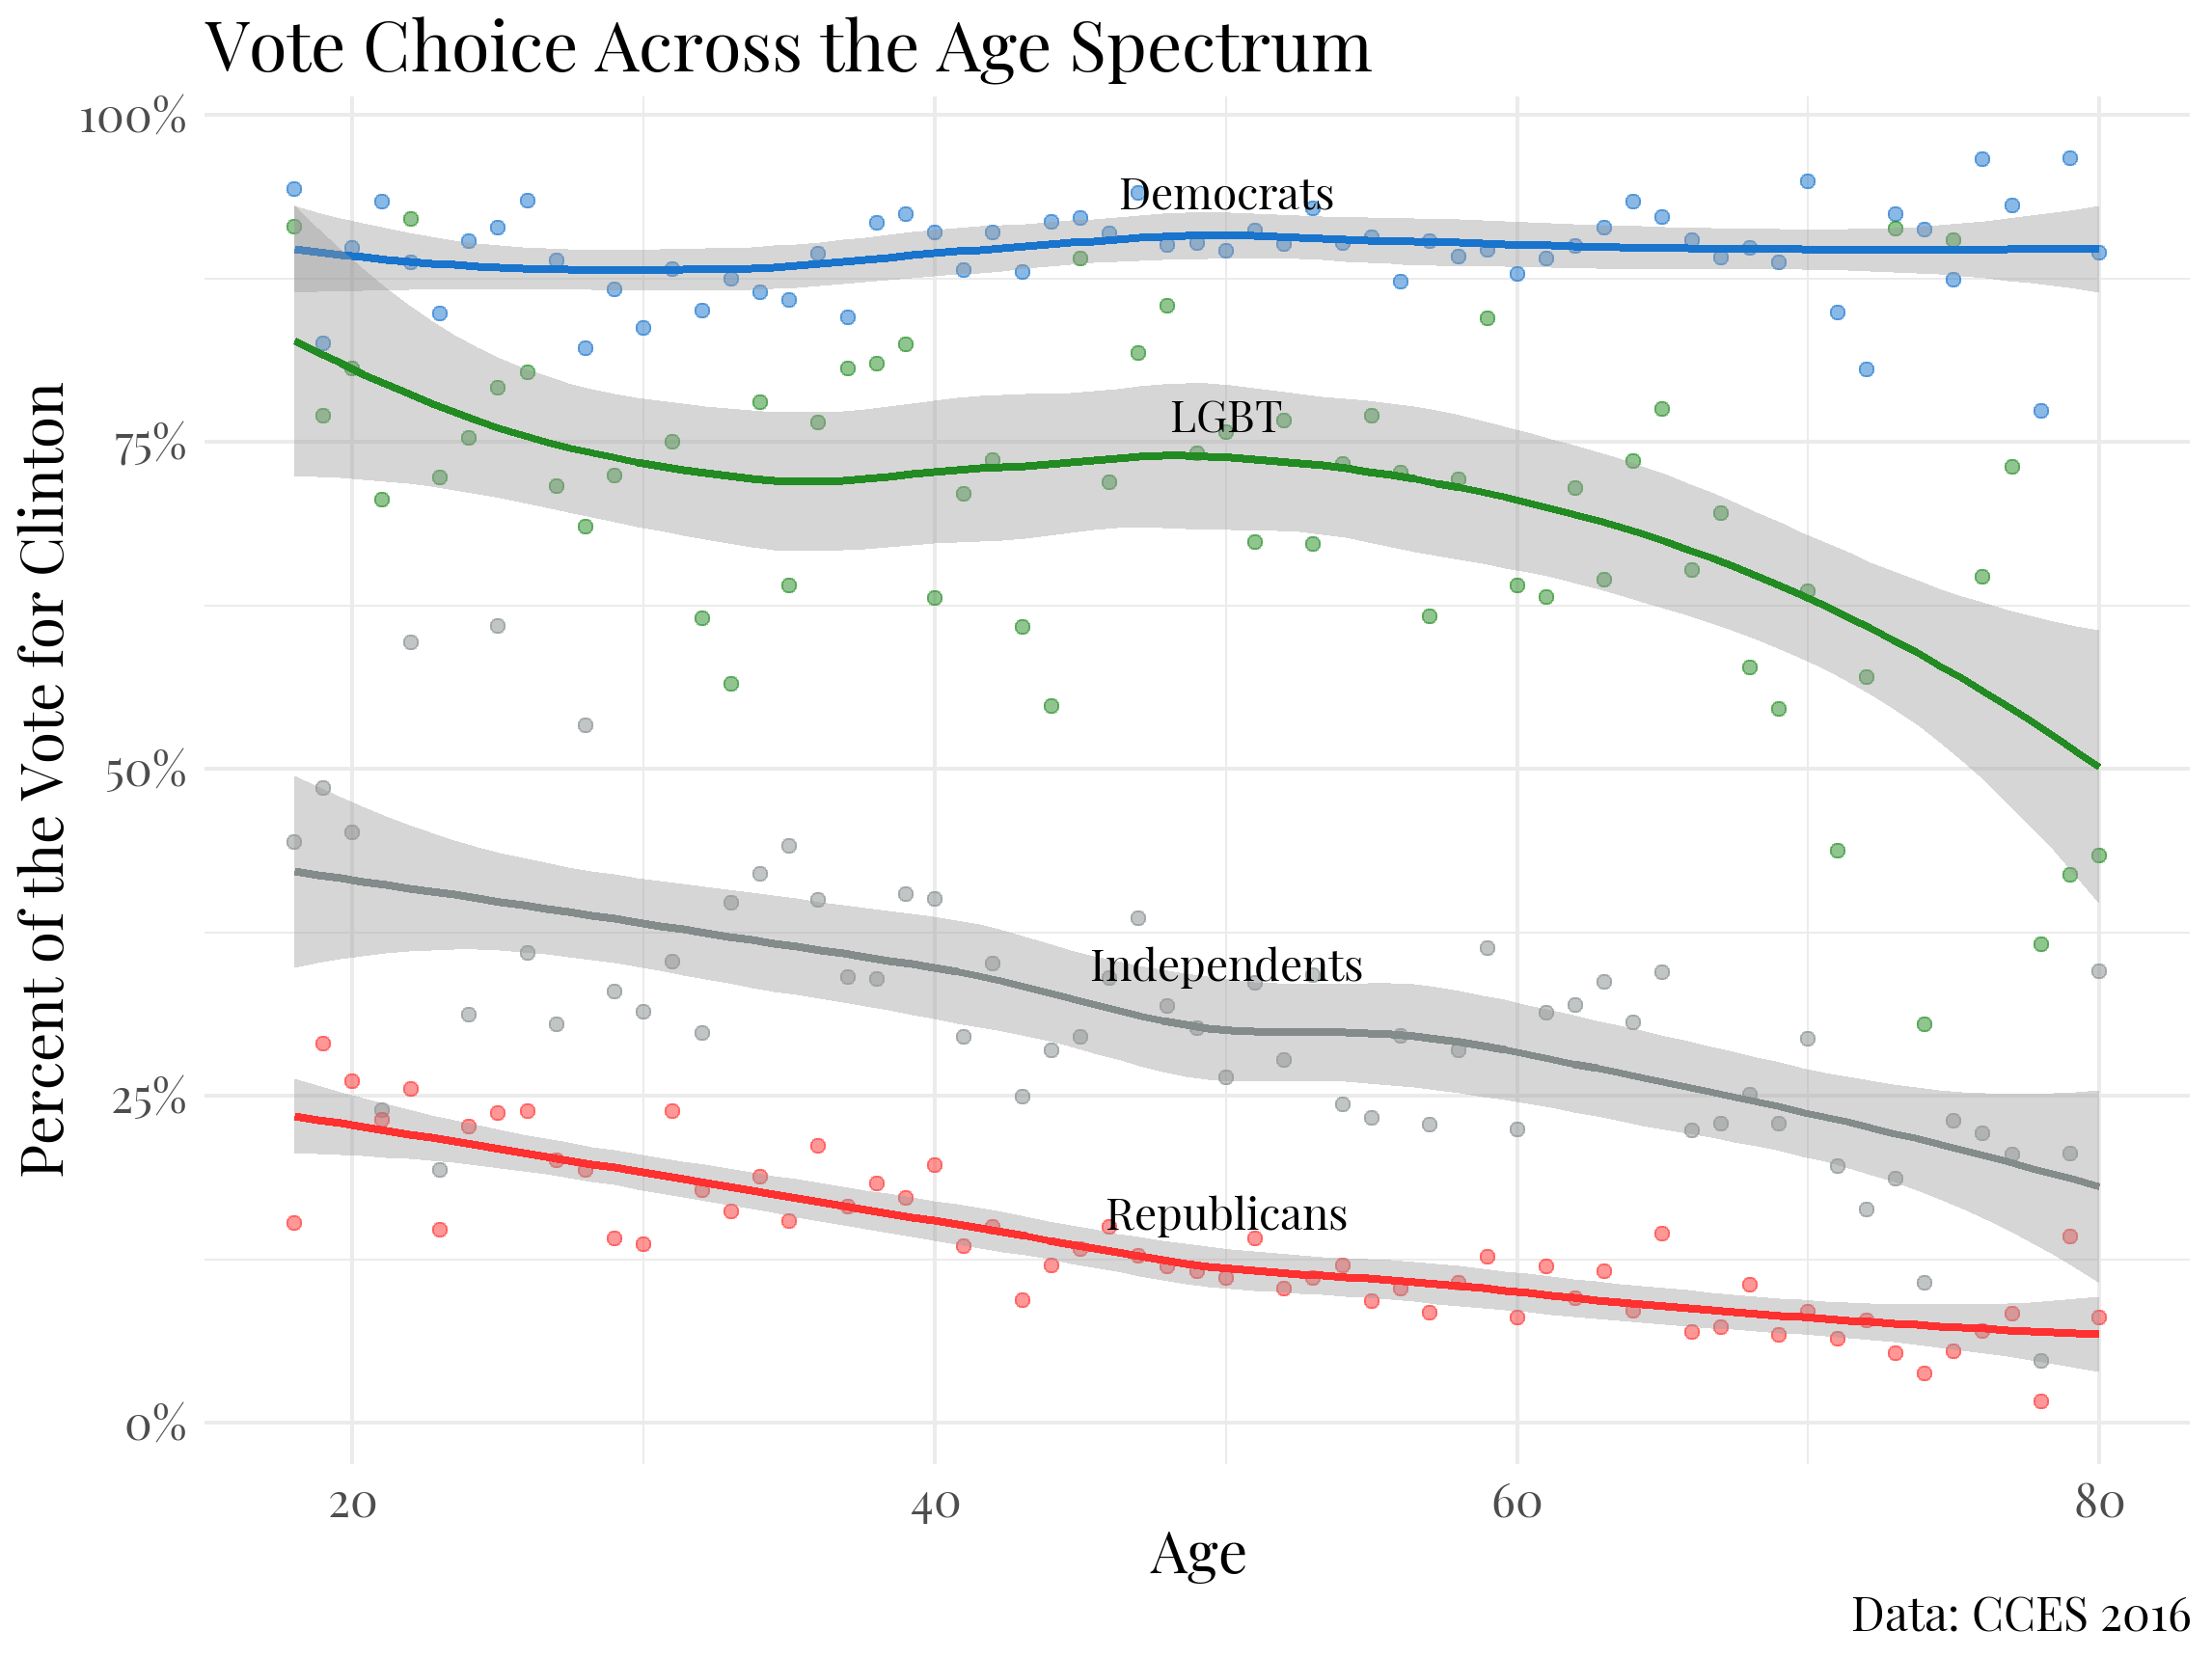 Vote Choice Across the Age Spectrum
Percent of the Vote for Clinton
100%
75%
50%
25%
0%
Democrats
LGBT
Independents
Republicans
20 40 60 80
Age
Data: CCES 2016